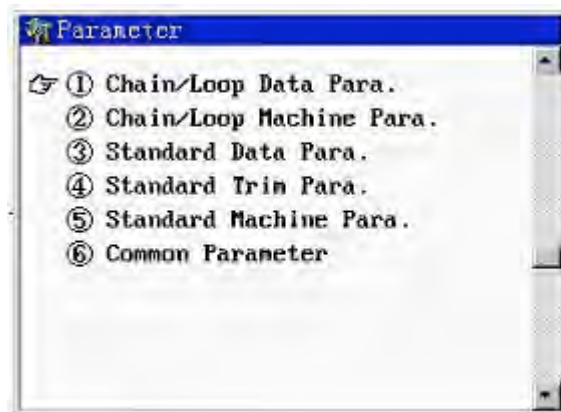 Parameter
☞ ① Chain/Loop Data Para.
② Chain/Loop Machine Para.
③ Standard Data Para.
④ Standard Trim Para.
⑤ Standard Machine Para.
⑥ Common Parameter